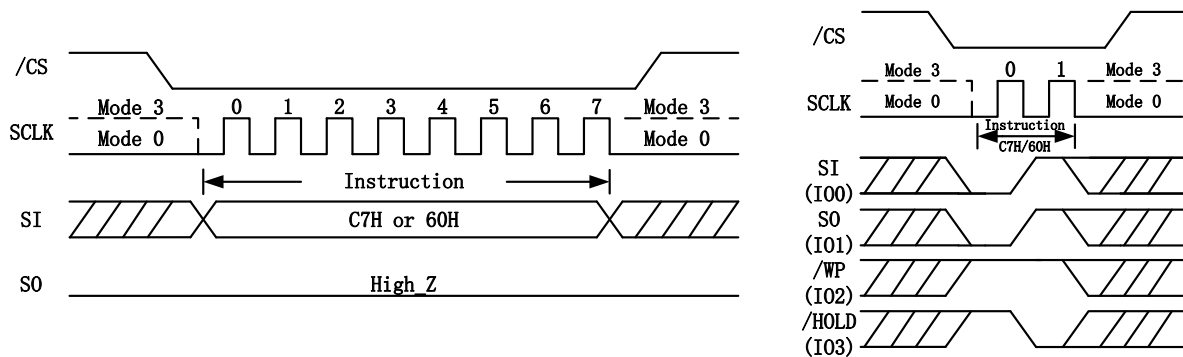 /CS
Mode 3 0 1 2 3 4 5 6 7 Mode 3
SCLK
Mode 0 Mode 0
Instruction
SI
C7H or 60H
SO
High_Z
/CS
Mode 3 0 1 Mode 3
SCLK
Mode 0 Mode 0
Instruction
C7H/60H
SI
(IO0)
SO
(IO1)
/WP
(IO2)
/HOLD
(IO3)